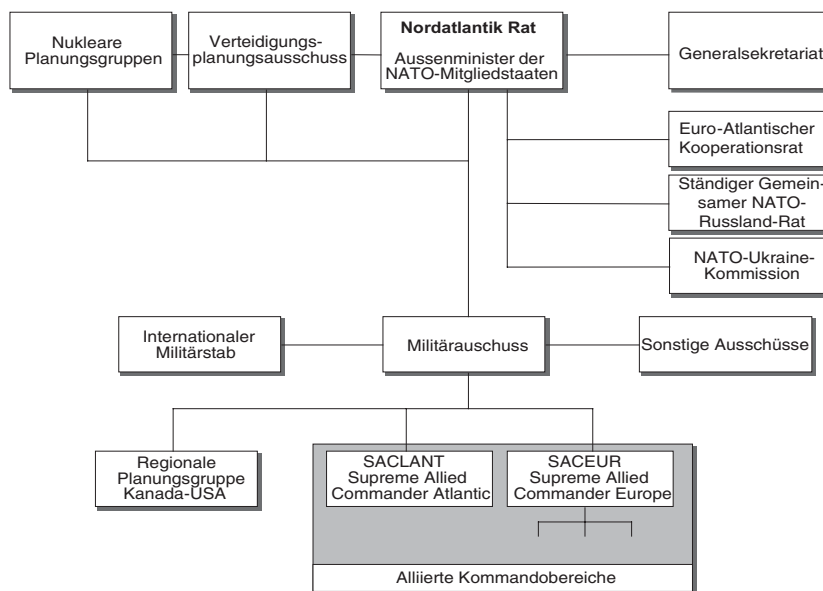 Nukleare
Planungsgruppen
Verteidigungs-
planungsausschuss
Nordatlantik Rat
Aussenminister der
NATO-Mitgliedstaaten
Generalsekretariat
Euro-Atlantischer
Kooperationsrat
Ständiger Gemein-
samer NATO-
Russland-Rat
NATO-Ukraine-
Kommission
Internationaler
Militärstab
Militärauschuss
Sonstige Ausschüsse
Regionale
Planungsgruppe
Kanada-USA
SACLANT
Supreme Allied
Commander Atlantic
SACEUR
Supreme Allied
Commander Europe
Alliierte Kommandobereiche